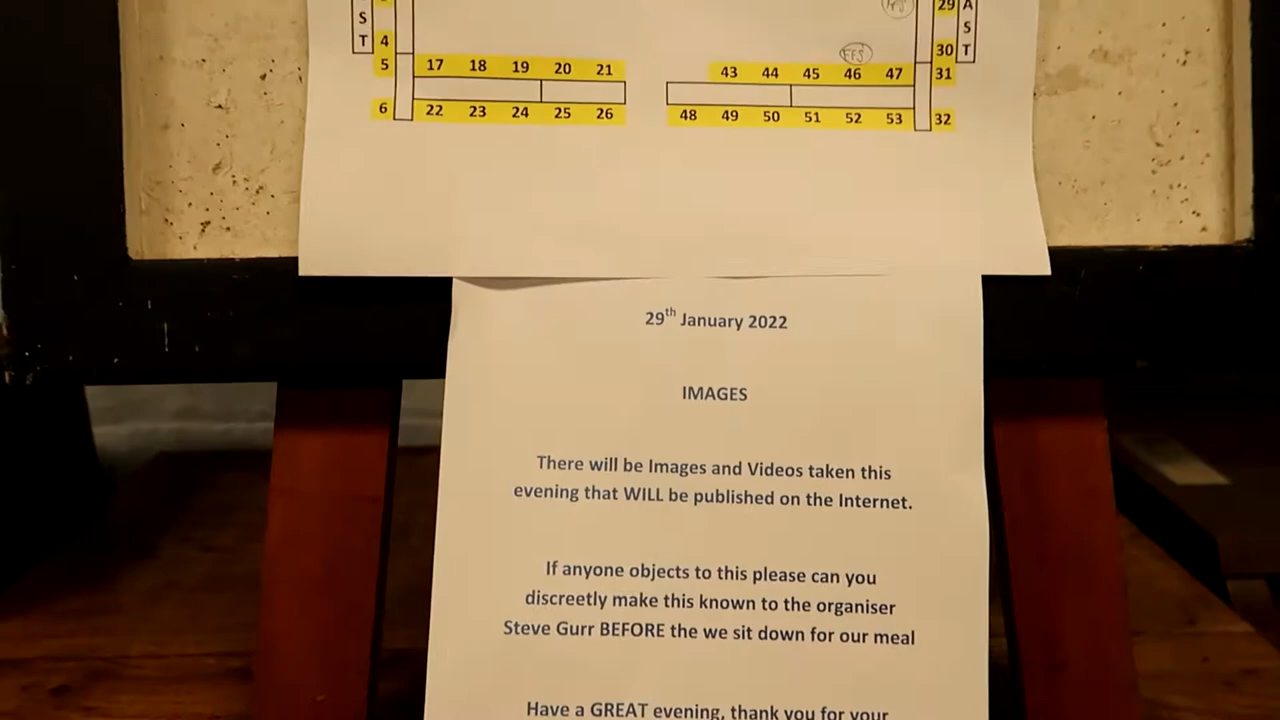 29 A
S S
4 30 T T
5 17 18 19 20 21 43 44 45 46 47 31
FFS
6 22 23 24 25 26 48 49 50 51 52 53 32
29th January 2022
IMAGES
There will be Images and Videos taken this
evening that WILL be published on the Internet.
If anyone objects to this please can you
discreetly make this known to the organiser
Steve Gurr BEFORE the we sit down for our meal
Have a GREAT evening, thank you for your